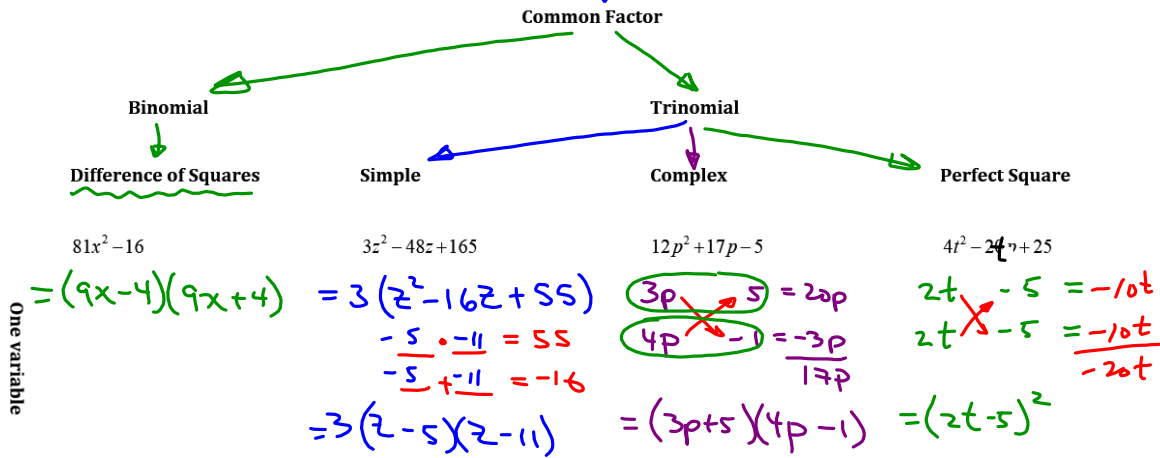 Common Factor
Binomial
Trinomial
Difference of Squares
Simple
Complex
Perfect Square
One variable
81x² − 16
= (9x − 4)(9x + 4)
3z² − 48z + 165
= 3(z² − 16z + 55)
-5 · -11 = 55
-5 + -11 = -16
= 3(z − 5)(z − 11)
12p² + 17p − 5
3p 5 = 20p
4p -1 = -3p
17p
= (3p+5)(4p − 1)
4t² − 20t + 25
2t - 5 = -10t
2t - 5 = -10t
-20t
= (2t-5)²